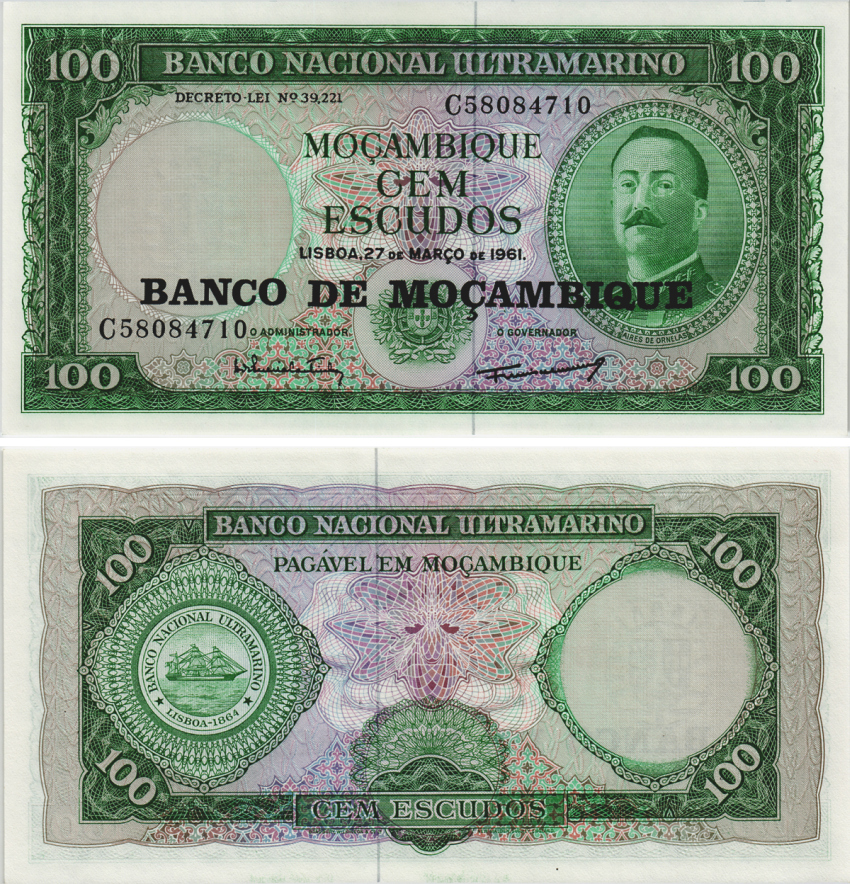 100 BANCO NACIONAL ULTRAMARINO 100
DECRETO-LEI Nº 39,221 C58084710
MOÇAMBIQUE
CEM
ESCUDOS
LISBOA, 27 DE MARÇO DE 1961.
BANCO DE MOÇAMBIQUE
C58084710 O ADMINISTRADOR. O GOVERNADOR
AIRES DE ORNELAS
100 100
BANCO NACIONAL ULTRAMARINO
100 100
PAGÁVEL EM MOÇAMBIQUE
BANCO NACIONAL ULTRAMARINO
LISBOA-1864
100 100
CEM ESCUDOS